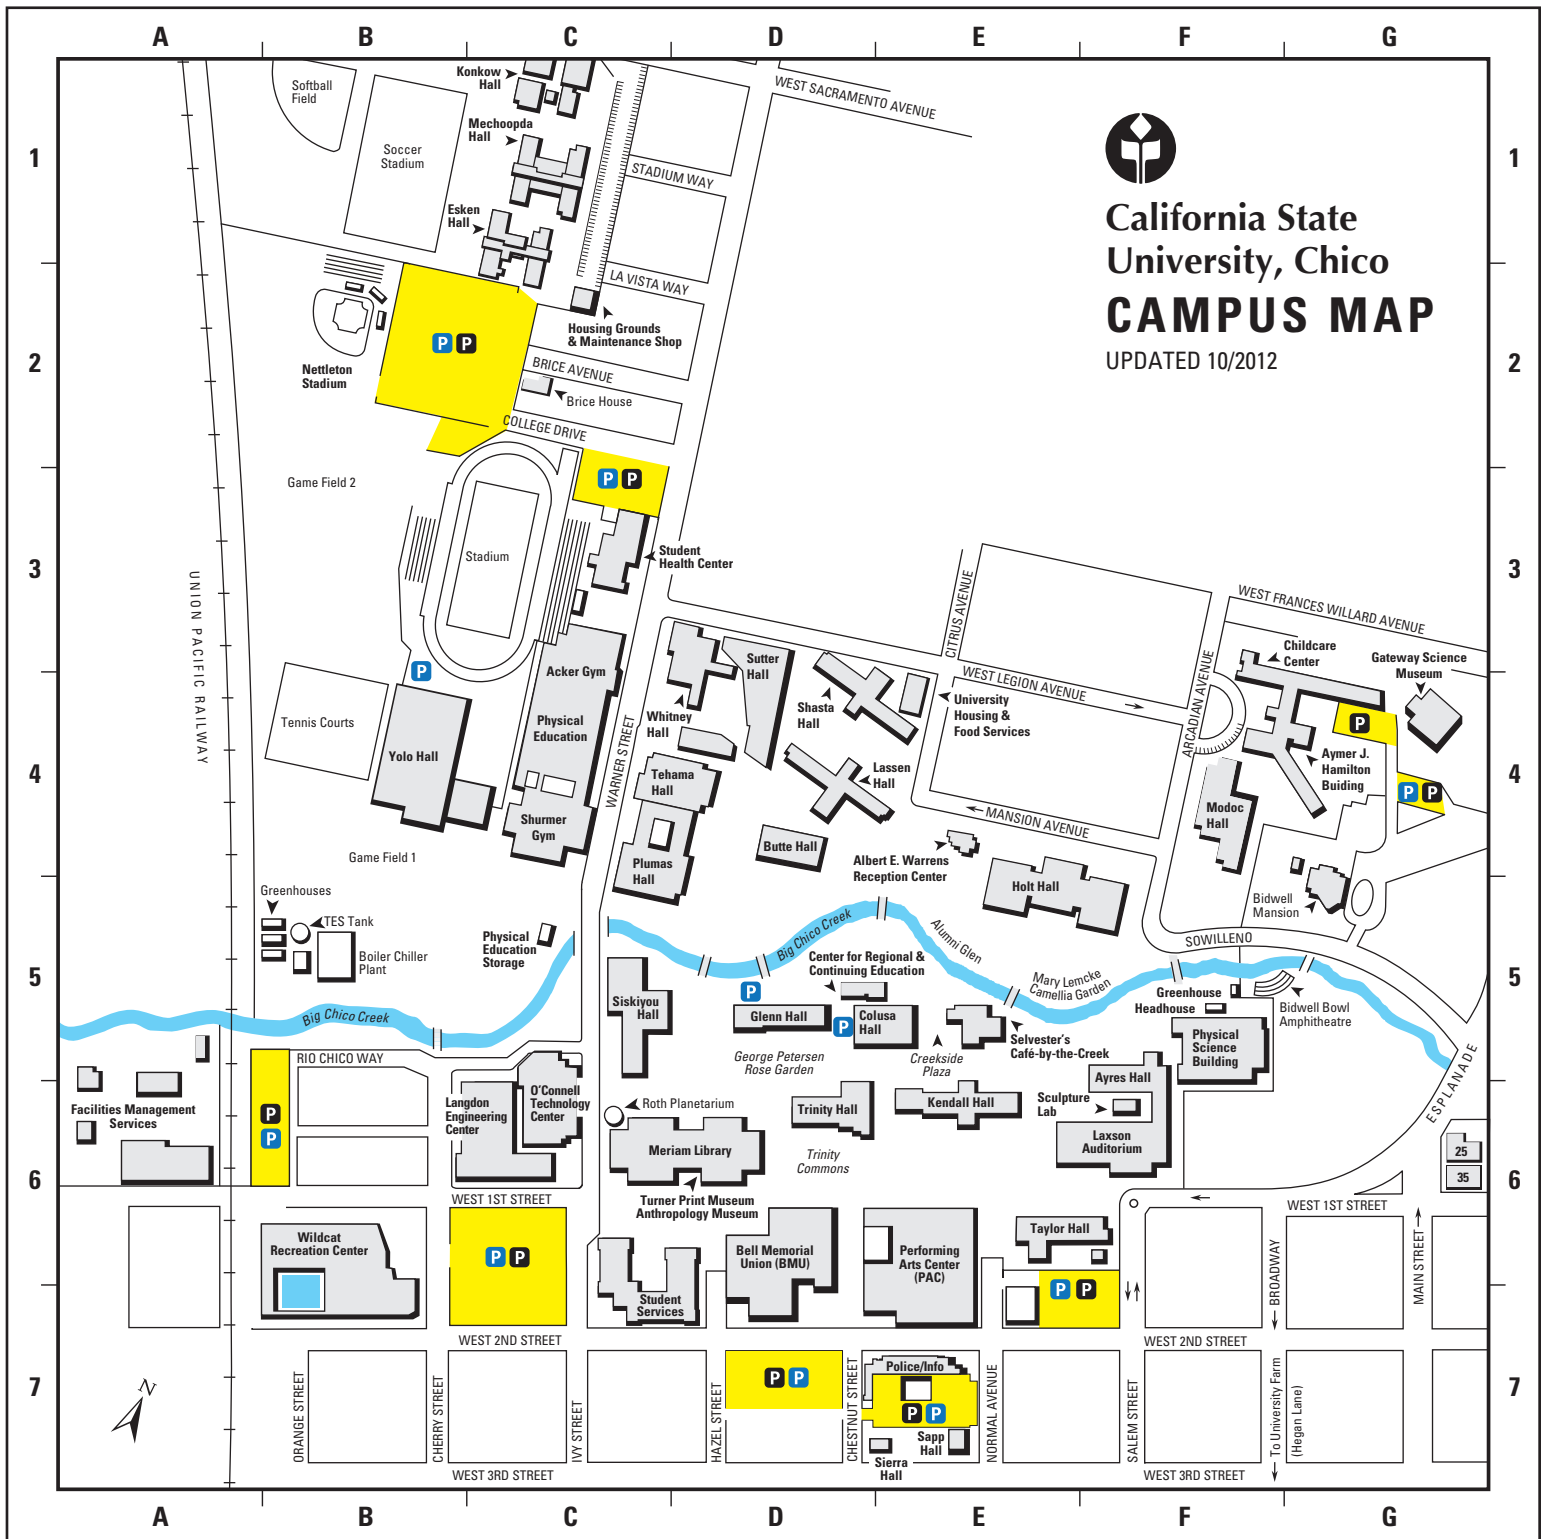 A B C D E F G
1
2
3
4
5
6
7
California State
University, Chico
CAMPUS MAP
UPDATED 10/2012
1
2
3
4
5
6
7
Softball
Field
Konkow
Hall
WEST SACRAMENTO AVENUE
Mechoopda
Hall
Soccer
Stadium
STADIUM WAY
Esken
Hall
LA VISTA WAY
Housing Grounds
& Maintenance Shop
P P
Nettleton
Stadium
BRICE AVENUE
Brice House
COLLEGE DRIVE
Game Field 2
P P
Stadium
Student
Health Center
UNION PACIFIC RAILWAY
CITRUS AVENUE
WEST FRANCES WILLARD AVENUE
Childcare
Center
Gateway Science
Museum
P
Acker Gym
Sutter
Hall
WEST LEGION AVENUE
ARCADIAN AVENUE
Tennis Courts
Physical
Education
Whitney
Hall
Shasta
Hall
University
Housing &
Food Services
P
Yolo Hall
WARNER STREET
Tehama
Hall
Lassen
Hall
Aymer J.
Hamilton
Buiding
P P
Shurmer
Gym
MANSION AVENUE
Modoc
Hall
Game Field 1
Plumas
Hall
Butte Hall
Albert E. Warrens
Reception Center
Holt Hall
Greenhouses
TES Tank
Bidwell
Mansion
Physical
Education
Storage
Boiler Chiller
Plant
Big Chico Creek
Alumni Glen
SOWILLENO
Center for Regional &
Continuing Education
Mary Lemcke
Camellia Garden
Greenhouse
Headhouse
Bidwell Bowl
Amphitheatre
Siskiyou
Hall
P
Glenn Hall
P
Colusa
Hall
Big Chico Creek
Selvester's
Café-by-the-Creek
Physical
Science
Building
RIO CHICO WAY
George Petersen
Rose Garden
Creekside
Plaza
Ayres Hall
ESPLANADE
Facilities Management
Services
P
P
Langdon
Engineering
Center
O'Connell
Technology
Center
Roth Planetarium
Trinity Hall
Kendall Hall
Sculpture
Lab
Meriam Library
Trinity
Commons
Laxson
Auditorium
25
35
WEST 1ST STREET
Turner Print Museum
Anthropology Museum
WEST 1ST STREET
Wildcat
Recreation Center
P P
Bell Memorial
Union (BMU)
Performing
Arts Center
(PAC)
Taylor Hall
BROADWAY
MAIN STREET
Student
Services
P P
WEST 2ND STREET
WEST 2ND STREET
P P
Police/Info
P P
N
ORANGE STREET
CHERRY STREET
IVY STREET
HAZEL STREET
CHESTNUT STREET
NORMAL AVENUE
SALEM STREET
To University Farm
(Hegan Lane)
Sapp
Hall
Sierra
Hall
WEST 3RD STREET
WEST 3RD STREET
A B C D E F G